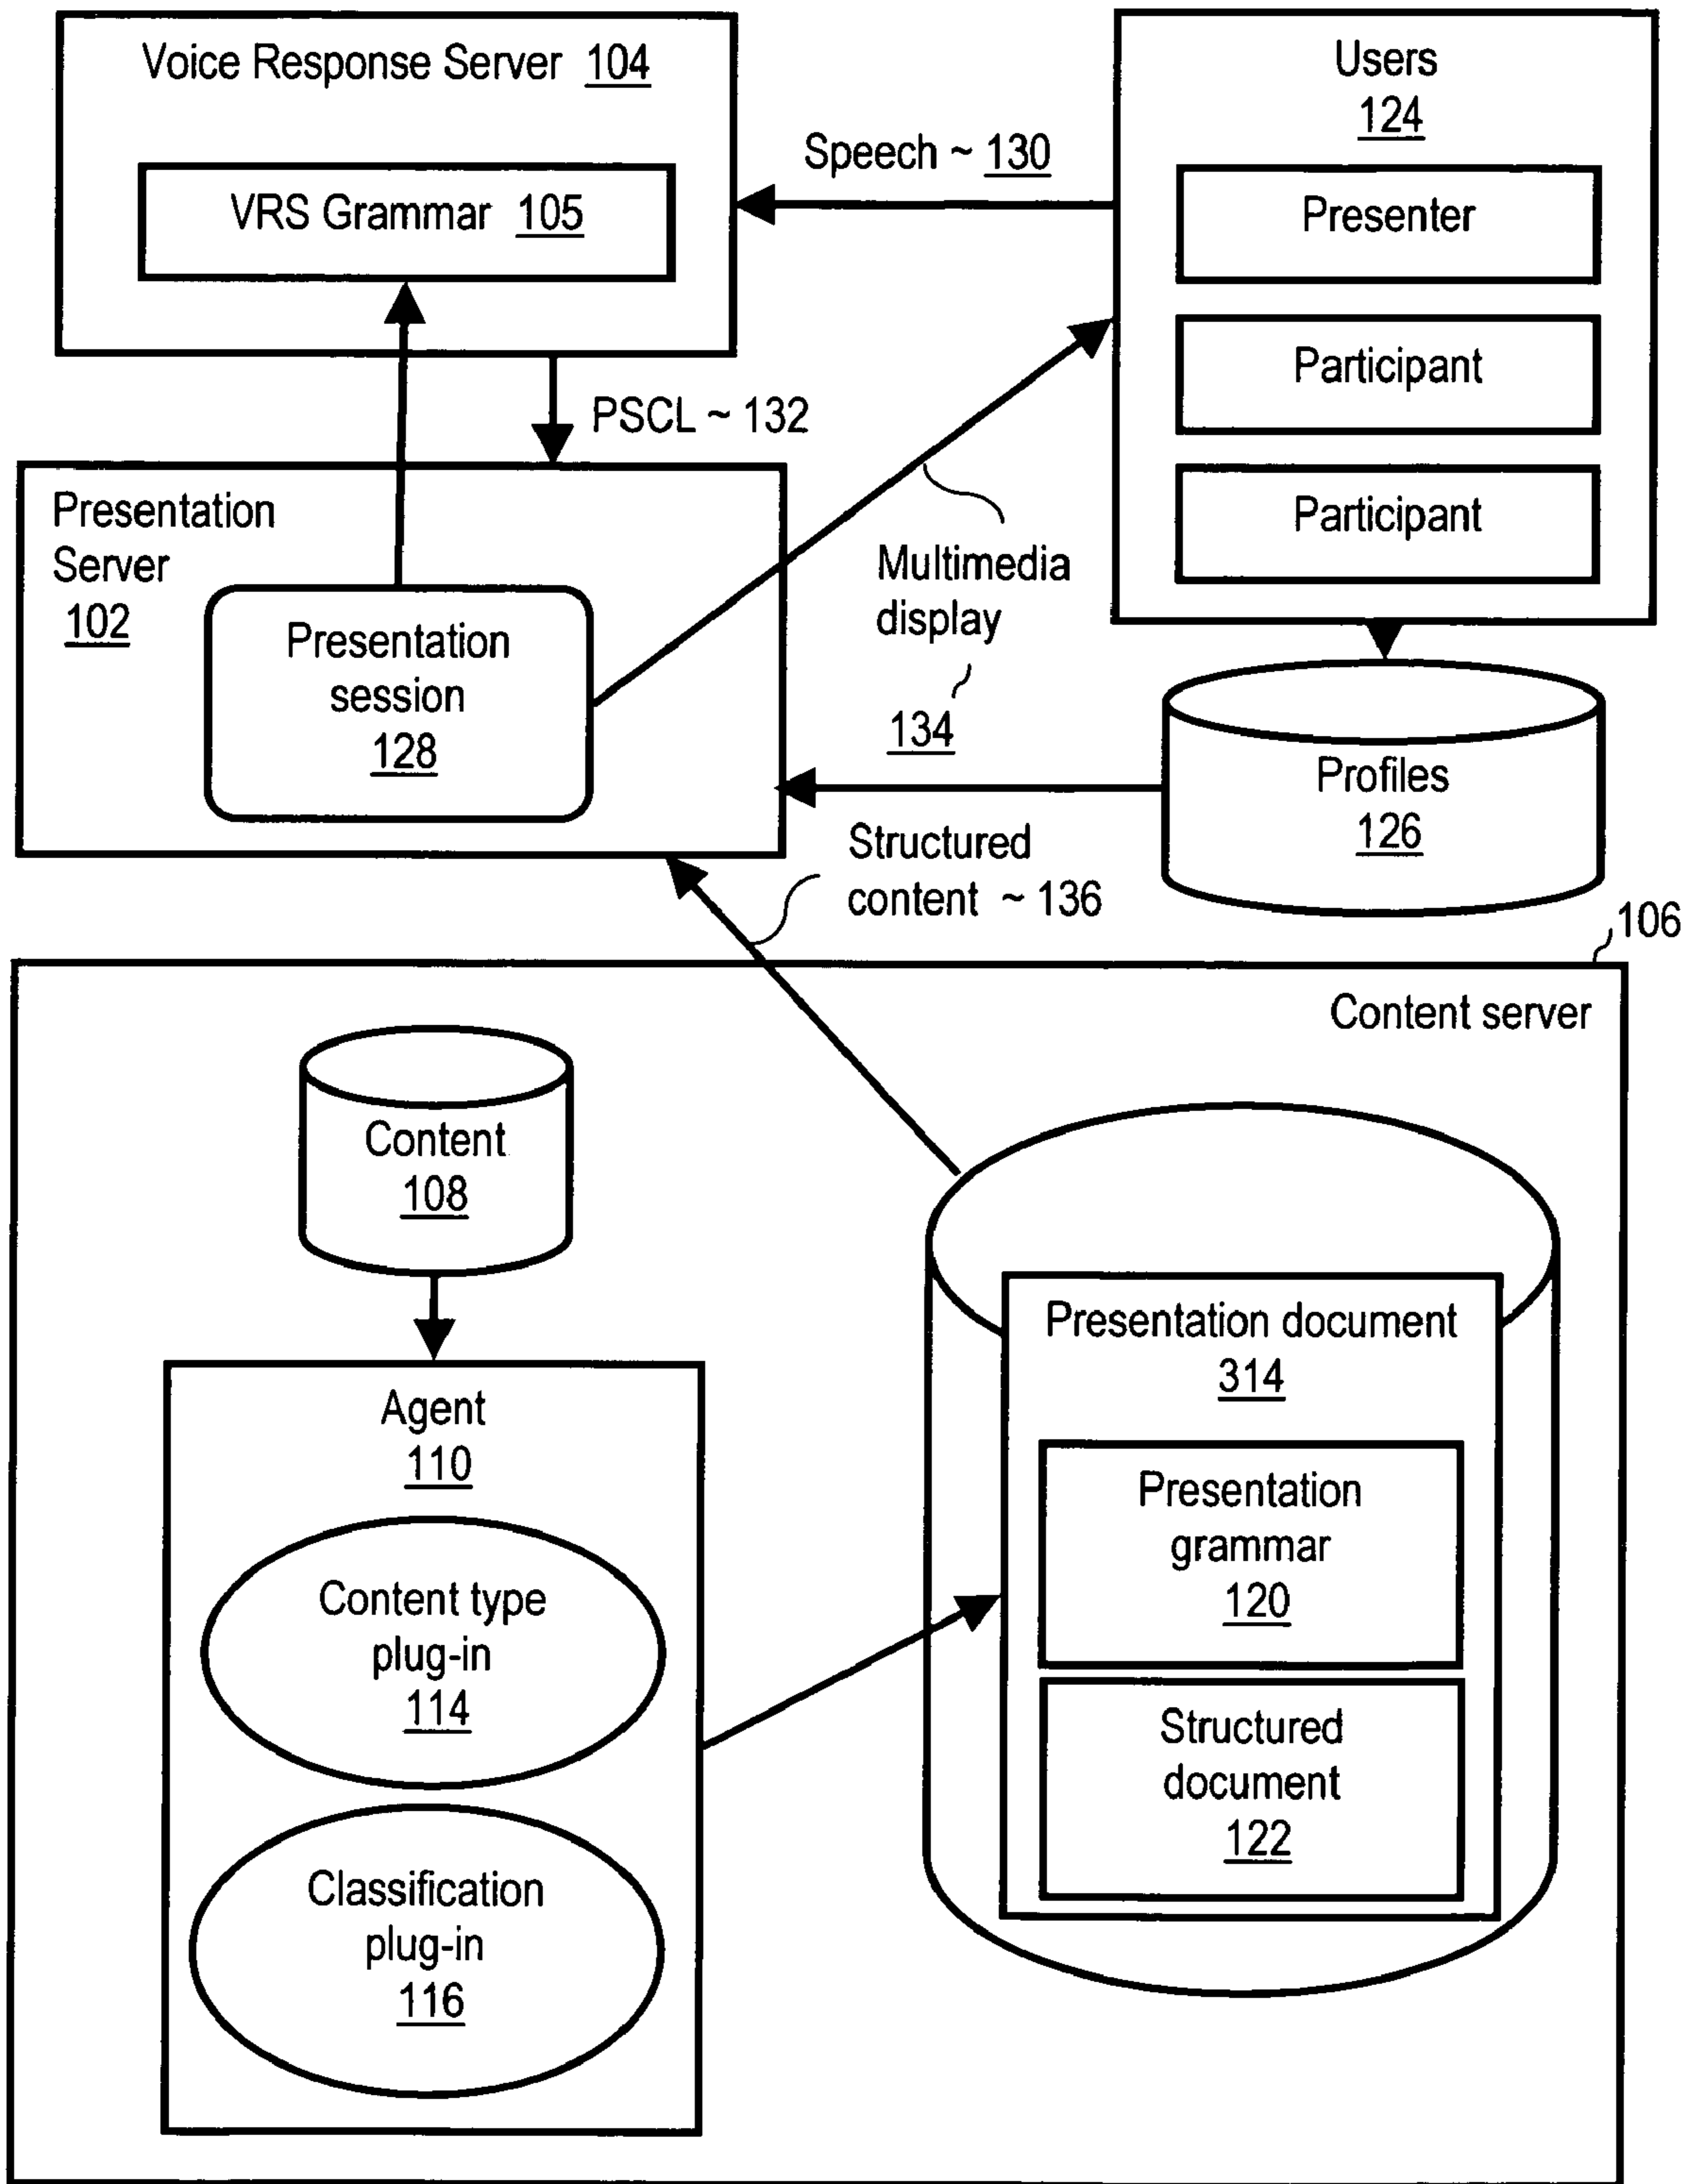 Voice Response Server 104
VRS Grammar 105
Speech ~ 130
Users
124
Presenter
Participant
Participant
PSCL ~ 132
Presentation
Server
102
Presentation
session
128
Multimedia
display
134
Profiles
126
Structured
content ~ 136
106
Content server
Content
108
Agent
110
Content type
plug-in
114
Classification
plug-in
116
Presentation document
314
Presentation
grammar
120
Structured
document
122